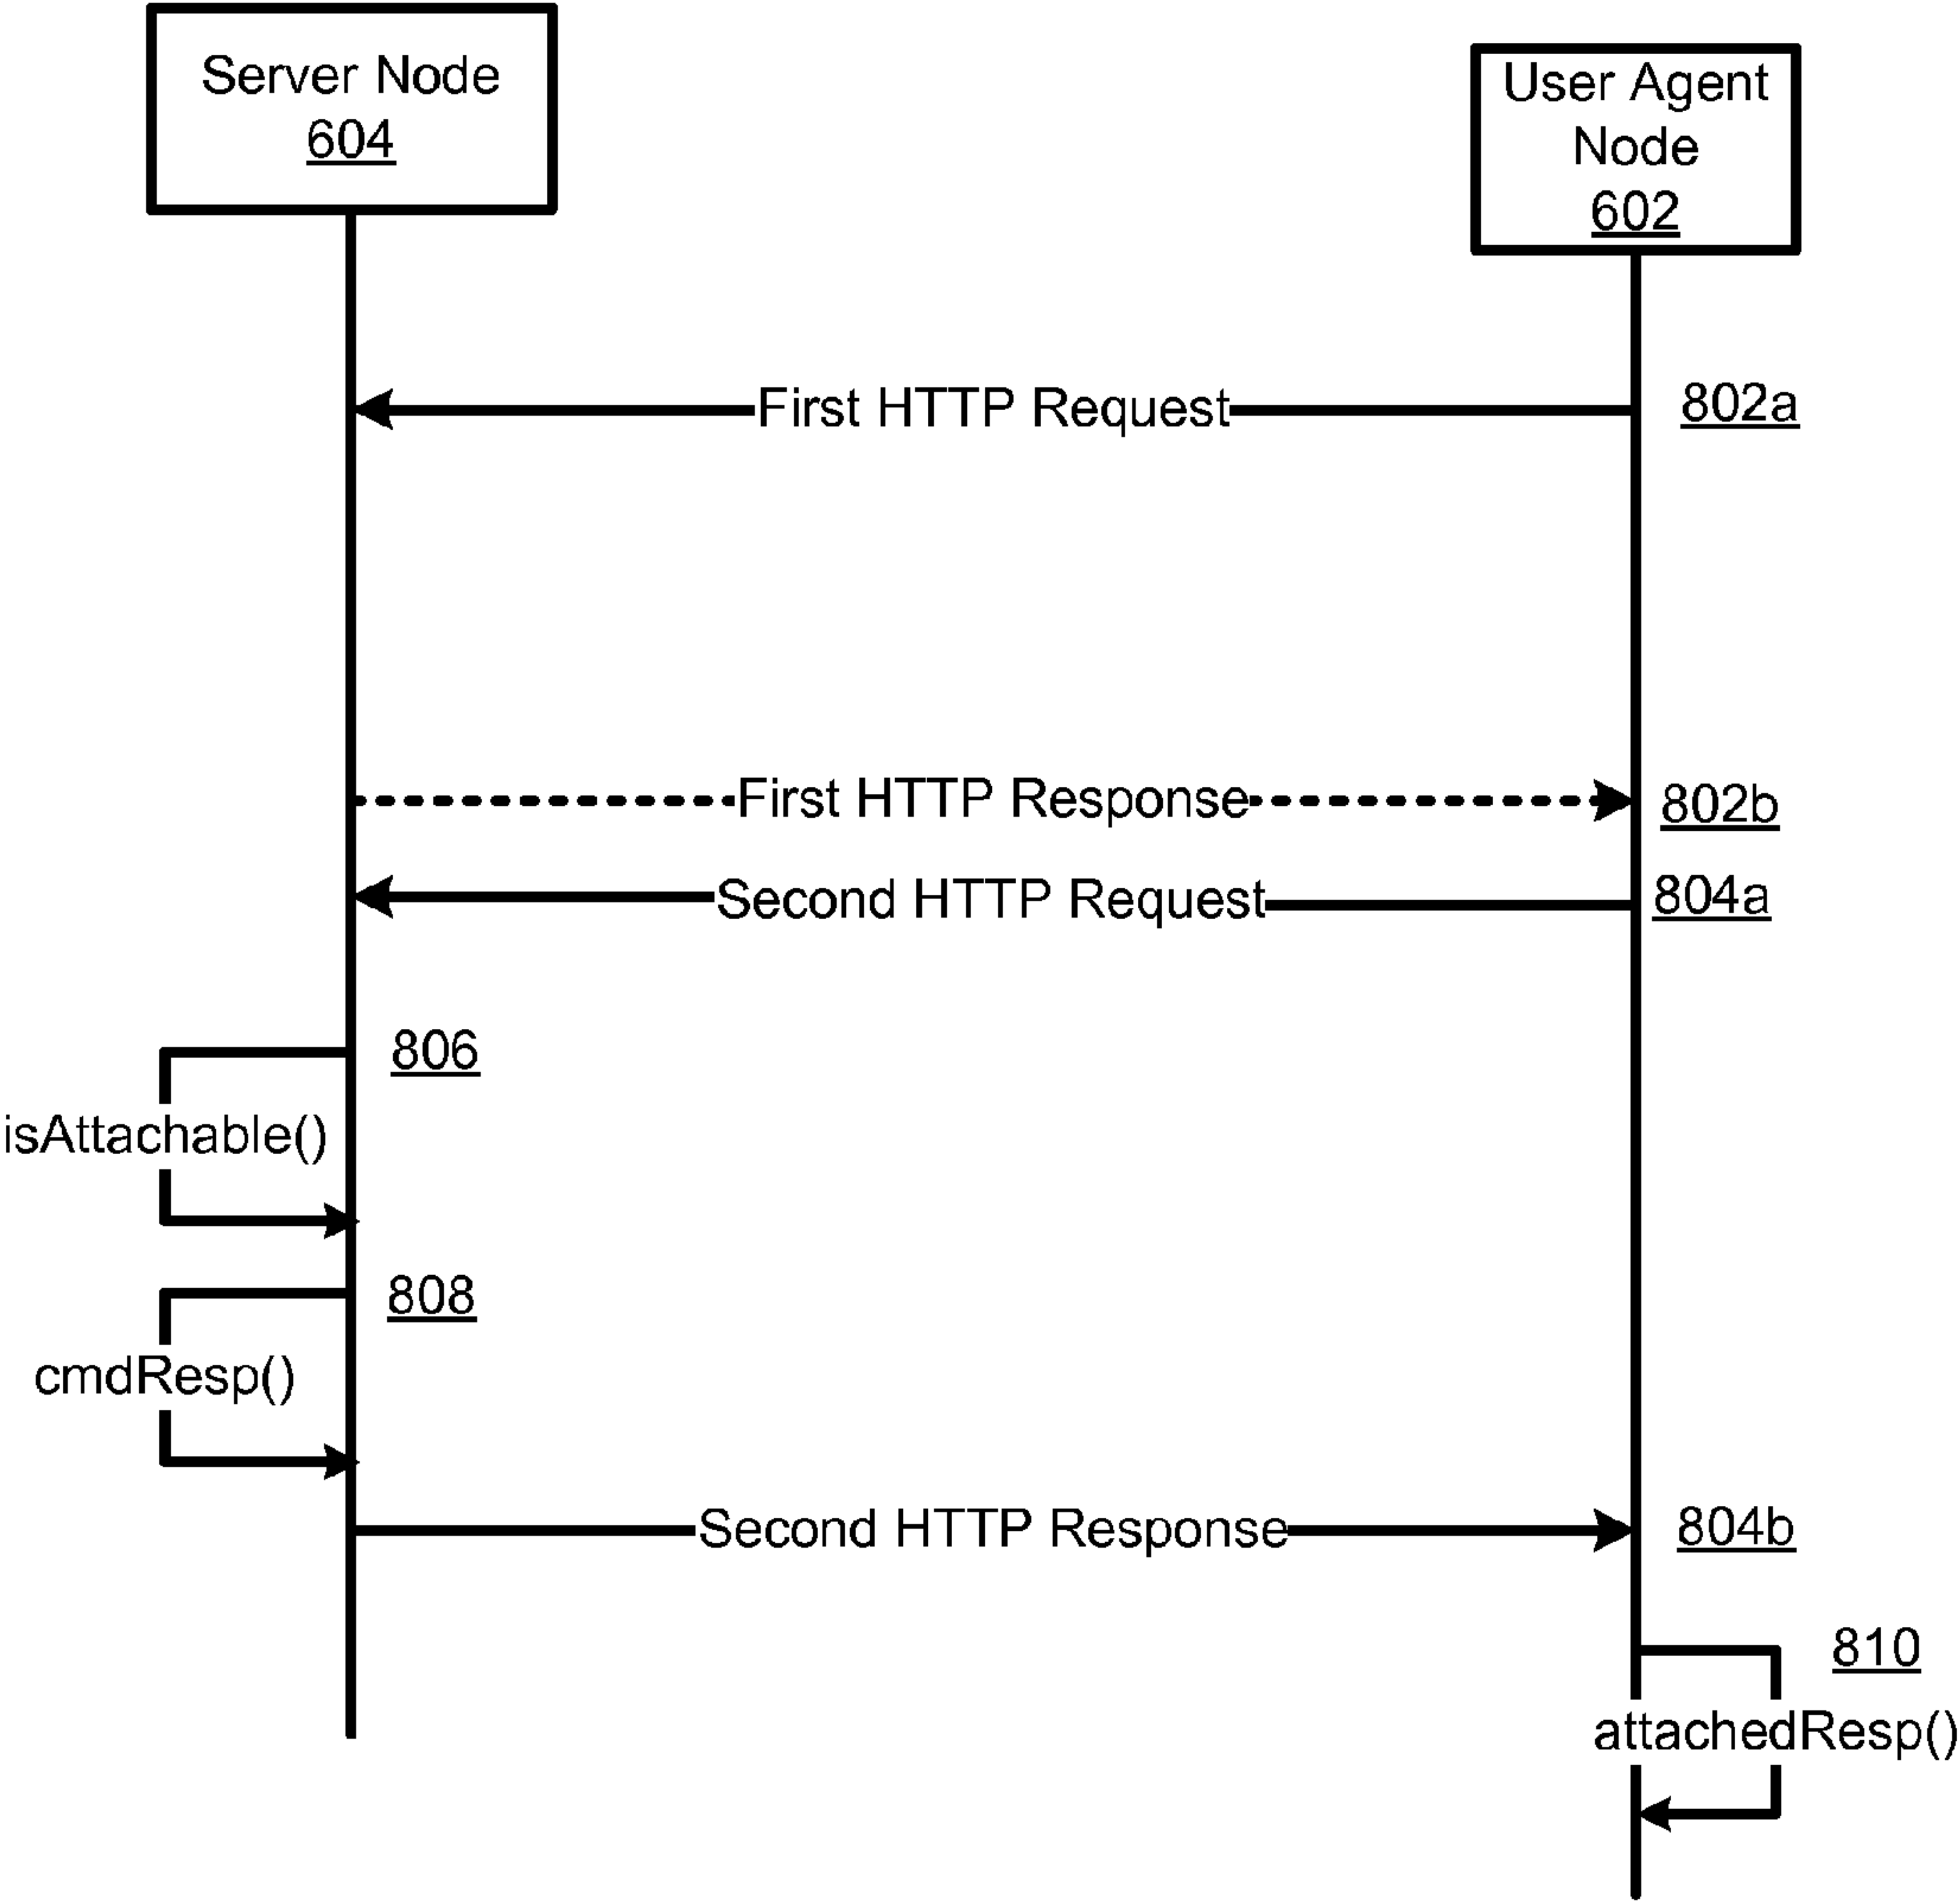 Server Node
604
User Agent
Node
602
First HTTP Request
802a
First HTTP Response
802b
Second HTTP Request
804a
806
isAttachable()
808
cmdResp()
Second HTTP Response
804b
810
attachedResp()